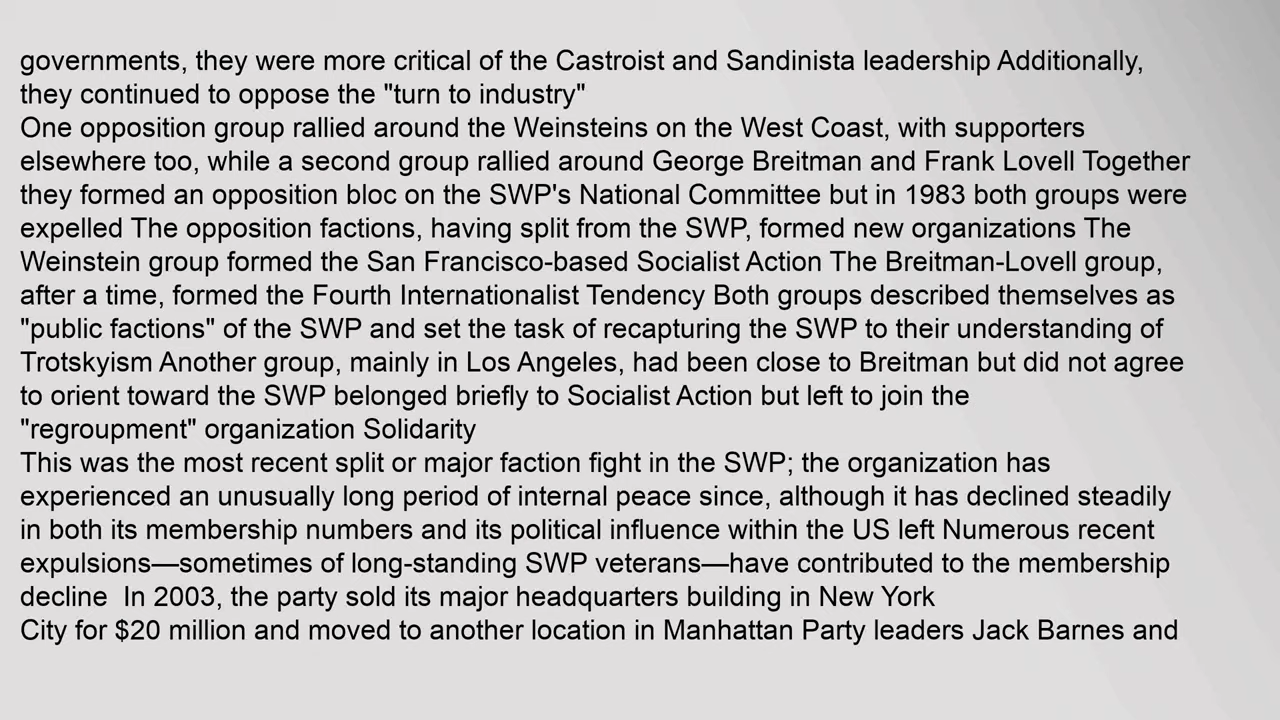 governments, they were more critical of the Castroist and Sandinista leadership Additionally,
they continued to oppose the "turn to industry"
One opposition group rallied around the Weinsteins on the West Coast, with supporters
elsewhere too, while a second group rallied around George Breitman and Frank Lovell Together
they formed an opposition bloc on the SWP's National Committee but in 1983 both groups were
expelled The opposition factions, having split from the SWP, formed new organizations The
Weinstein group formed the San Francisco-based Socialist Action The Breitman-Lovell group,
after a time, formed the Fourth Internationalist Tendency Both groups described themselves as
"public factions" of the SWP and set the task of recapturing the SWP to their understanding of
Trotskyism Another group, mainly in Los Angeles, had been close to Breitman but did not agree
to orient toward the SWP belonged briefly to Socialist Action but left to join the
"regroupment" organization Solidarity
This was the most recent split or major faction fight in the SWP; the organization has
experienced an unusually long period of internal peace since, although it has declined steadily
in both its membership numbers and its political influence within the US left Numerous recent
expulsions—sometimes of long-standing SWP veterans—have contributed to the membership
decline  In 2003, the party sold its major headquarters building in New York
City for $20 million and moved to another location in Manhattan Party leaders Jack Barnes and